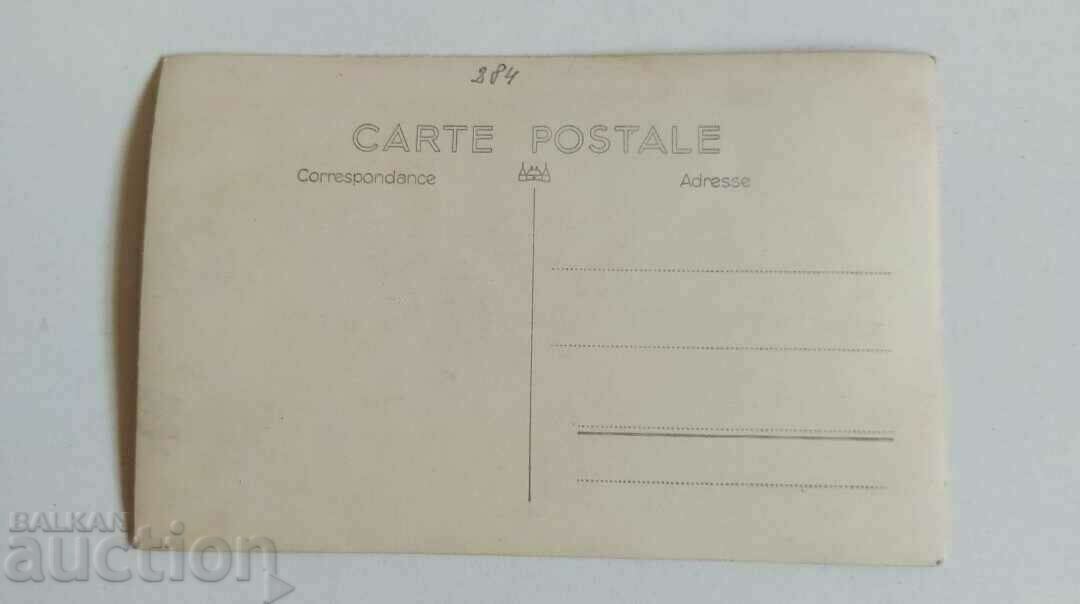 284
CARTE POSTALE
Correspondance
Adresse
BALKAN
auction